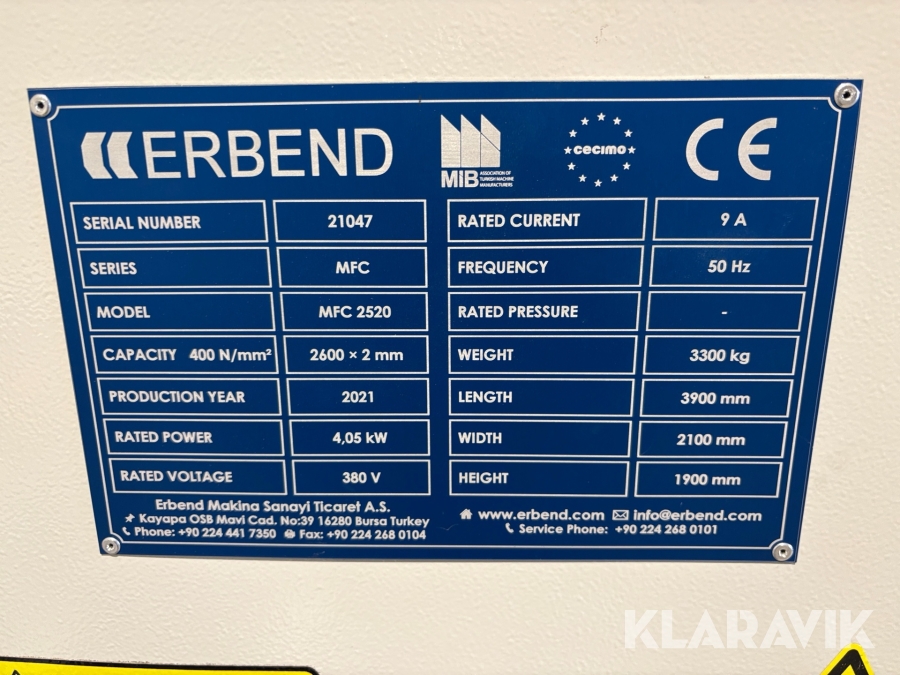 ERBEND
MiB ASSOCIATION OF
TURKISH MACHINE
MANUFACTURERS
CECIMO
CE
SERIAL NUMBER 21047 RATED CURRENT 9 A
SERIES MFC FREQUENCY 50 Hz
MODEL MFC 2520 RATED PRESSURE -
CAPACITY 400 N/mm² 2600 × 2 mm WEIGHT 3300 kg
PRODUCTION YEAR 2021 LENGTH 3900 mm
RATED POWER 4,05 kW WIDTH 2100 mm
RATED VOLTAGE 380 V HEIGHT 1900 mm
Erbend Makina Sanayi Ticaret A.S.
Kayapa OSB Mavi Cad. No:39 16280 Bursa Turkey
Phone: +90 224 441 7350 Fax: +90 224 268 0104
www.erbend.com info@erbend.com
Service Phone: +90 224 268 0101
KLARAVIK